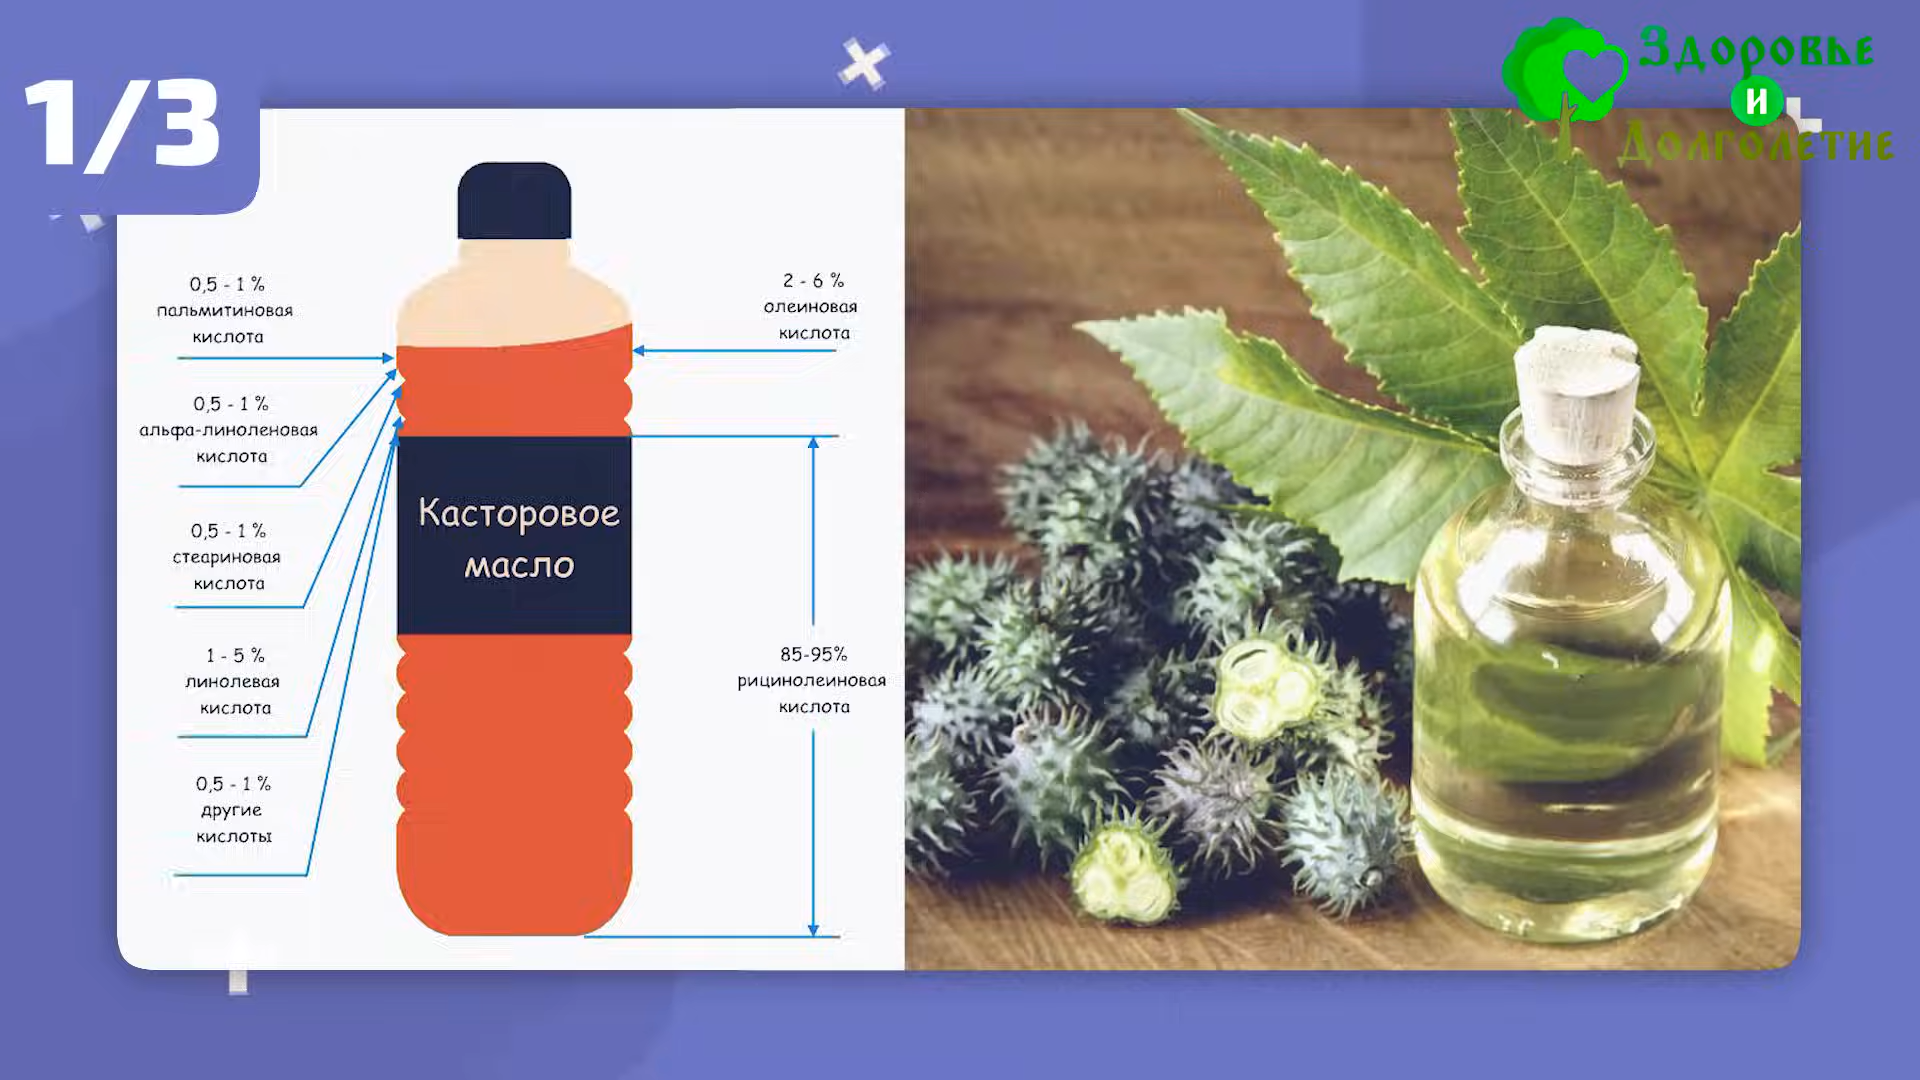 1/3
Здоровье
и
Долголетие
0,5 - 1 %
пальмитиновая
кислота
0,5 - 1 %
альфа-линоленовая
кислота
0,5 - 1 %
стеариновая
кислота
1 - 5 %
линолевая
кислота
0,5 - 1 %
другие
кислоты
Касторовое
масло
2 - 6 %
олеиновая
кислота
85-95%
рицинолеиновая
кислота